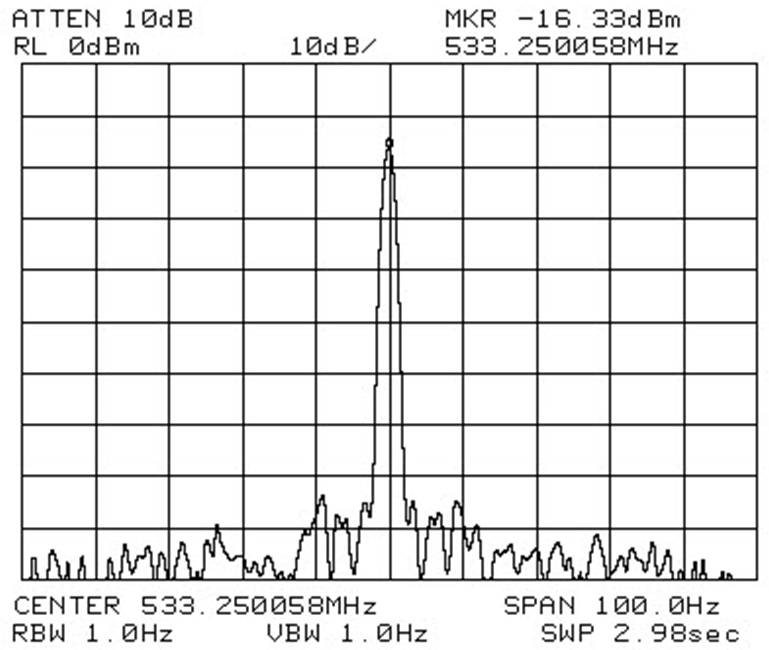 ATTEN 10dB MKR -16.33dBm
RL 0dBm 10dB/ 533.250058MHz
CENTER 533.250058MHz SPAN 100.0Hz
RBW 1.0Hz VBW 1.0Hz SWP 2.98sec